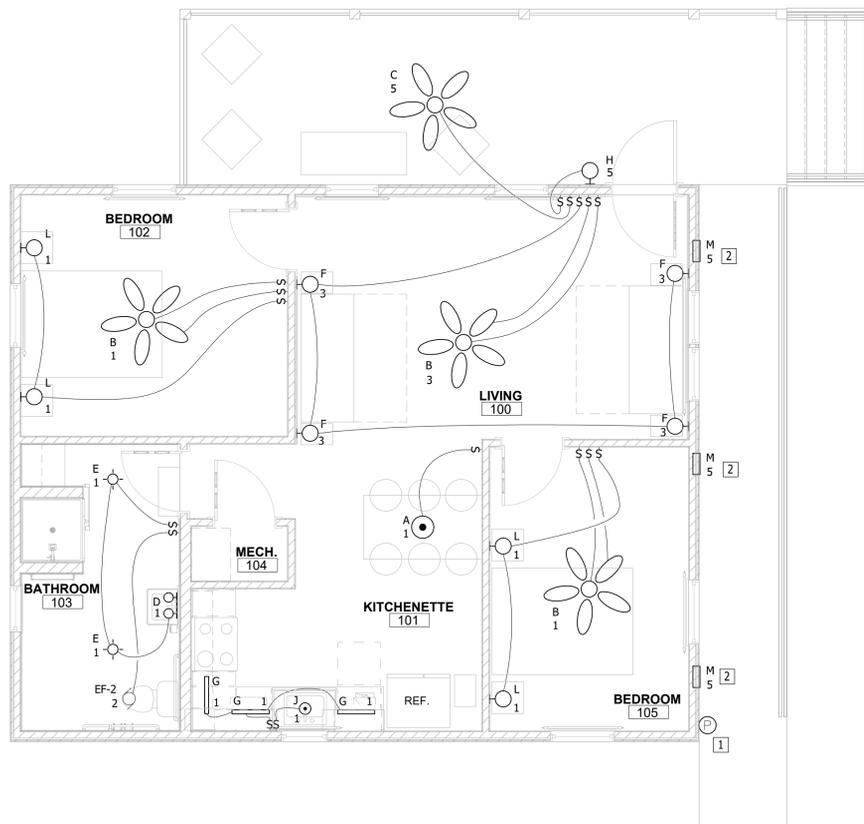 C
5
H
5
$$$$$
BEDROOM
102
L
1
$$$
F
3
F
3
M
5
2
B
1
B
3
L
1
LIVING
100
F
3
F
3
$
$$$
M
5
2
E
1
A
1
$$
L
1
MECH.
104
BATHROOM
103
D
1
KITCHENETTE
101
B
1
E
1
EF-2
2
G
1
G 1
J
1
G 1
$$
REF.
L
1
BEDROOM
105
M
5
2
P
1